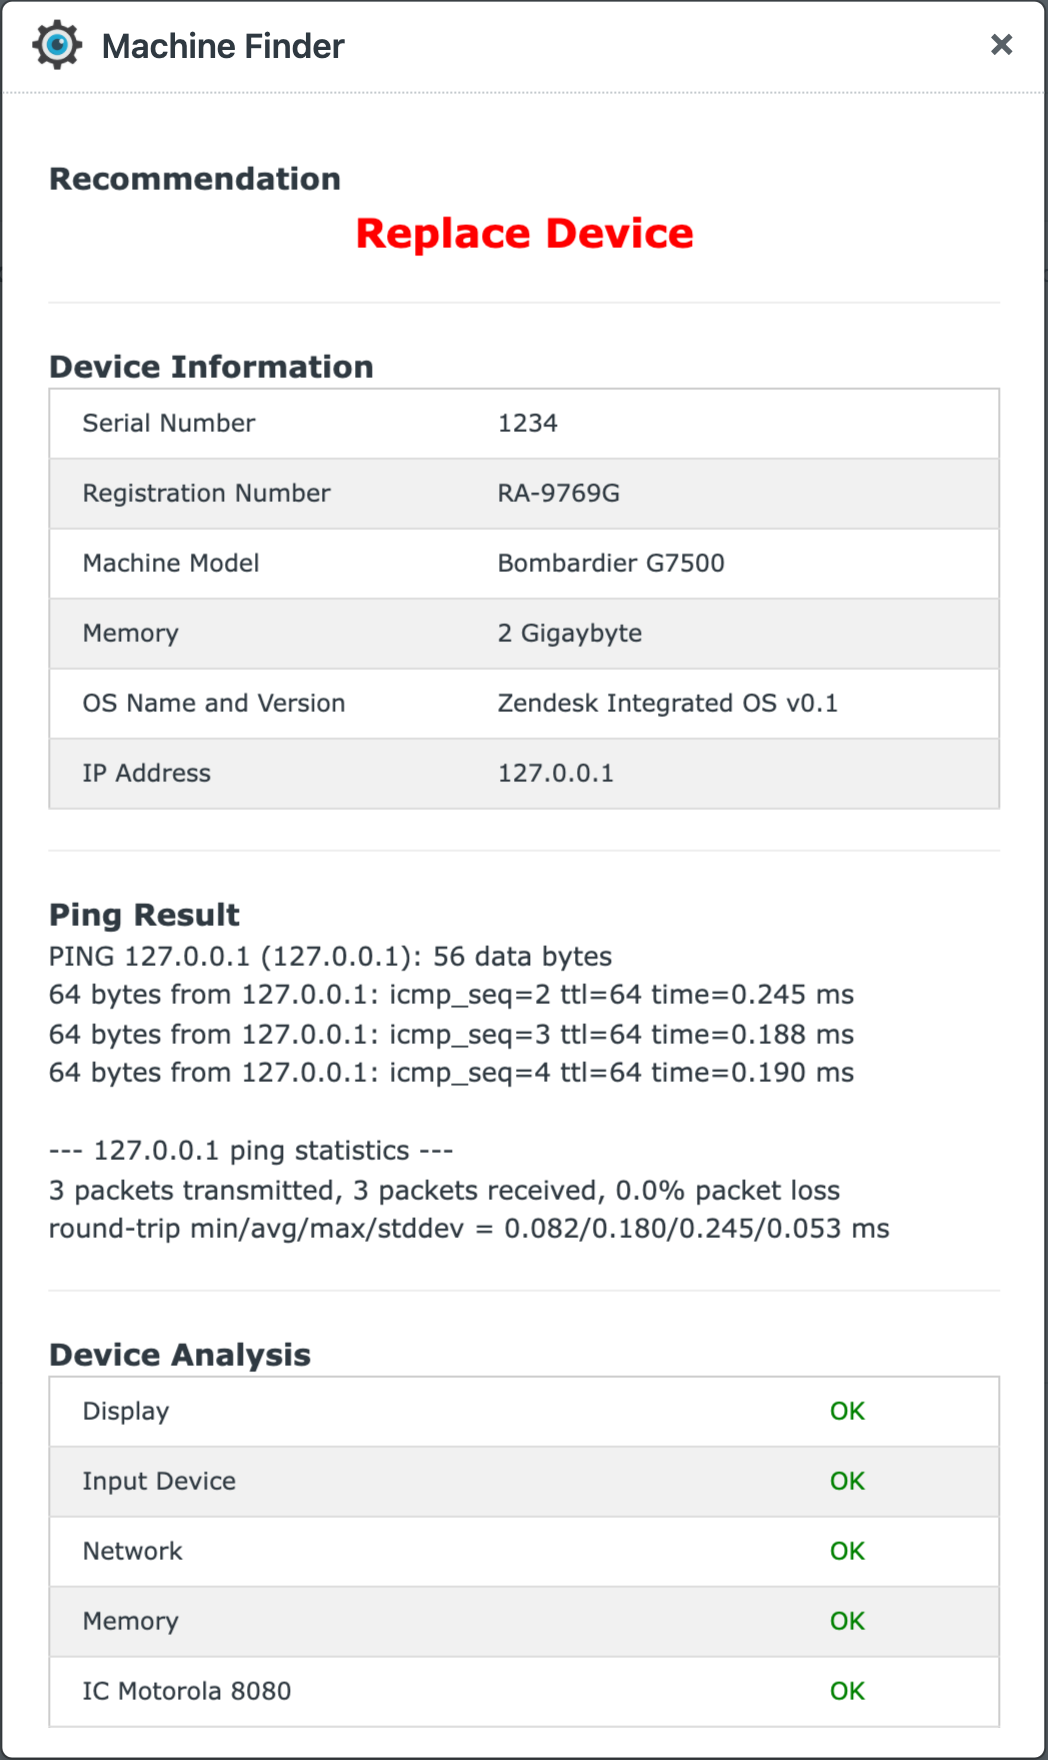 Machine Finder
Recommendation
Replace Device
Device Information
Serial Number 1234
Registration Number RA-9769G
Machine Model Bombardier G7500
Memory 2 Gigaybyte
OS Name and Version Zendesk Integrated OS v0.1
IP Address 127.0.0.1
Ping Result
PING 127.0.0.1 (127.0.0.1): 56 data bytes
64 bytes from 127.0.0.1: icmp_seq=2 ttl=64 time=0.245 ms
64 bytes from 127.0.0.1: icmp_seq=3 ttl=64 time=0.188 ms
64 bytes from 127.0.0.1: icmp_seq=4 ttl=64 time=0.190 ms
--- 127.0.0.1 ping statistics ---
3 packets transmitted, 3 packets received, 0.0% packet loss
round-trip min/avg/max/stddev = 0.082/0.180/0.245/0.053 ms
Device Analysis
Display OK
Input Device OK
Network OK
Memory OK
IC Motorola 8080 OK